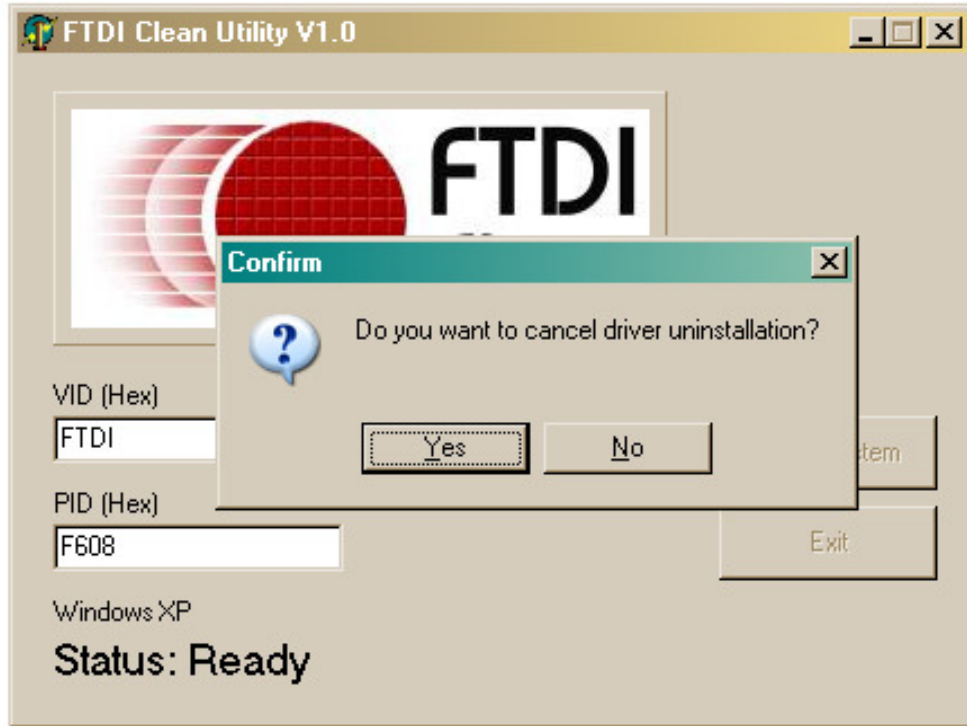 FTDI Clean Utility V1.0
FTDI
Confirm
Do you want to cancel driver uninstallation?
Yes
No
VID (Hex)
FTDI
PID (Hex)
F608
Exit
Windows XP
Status: Ready